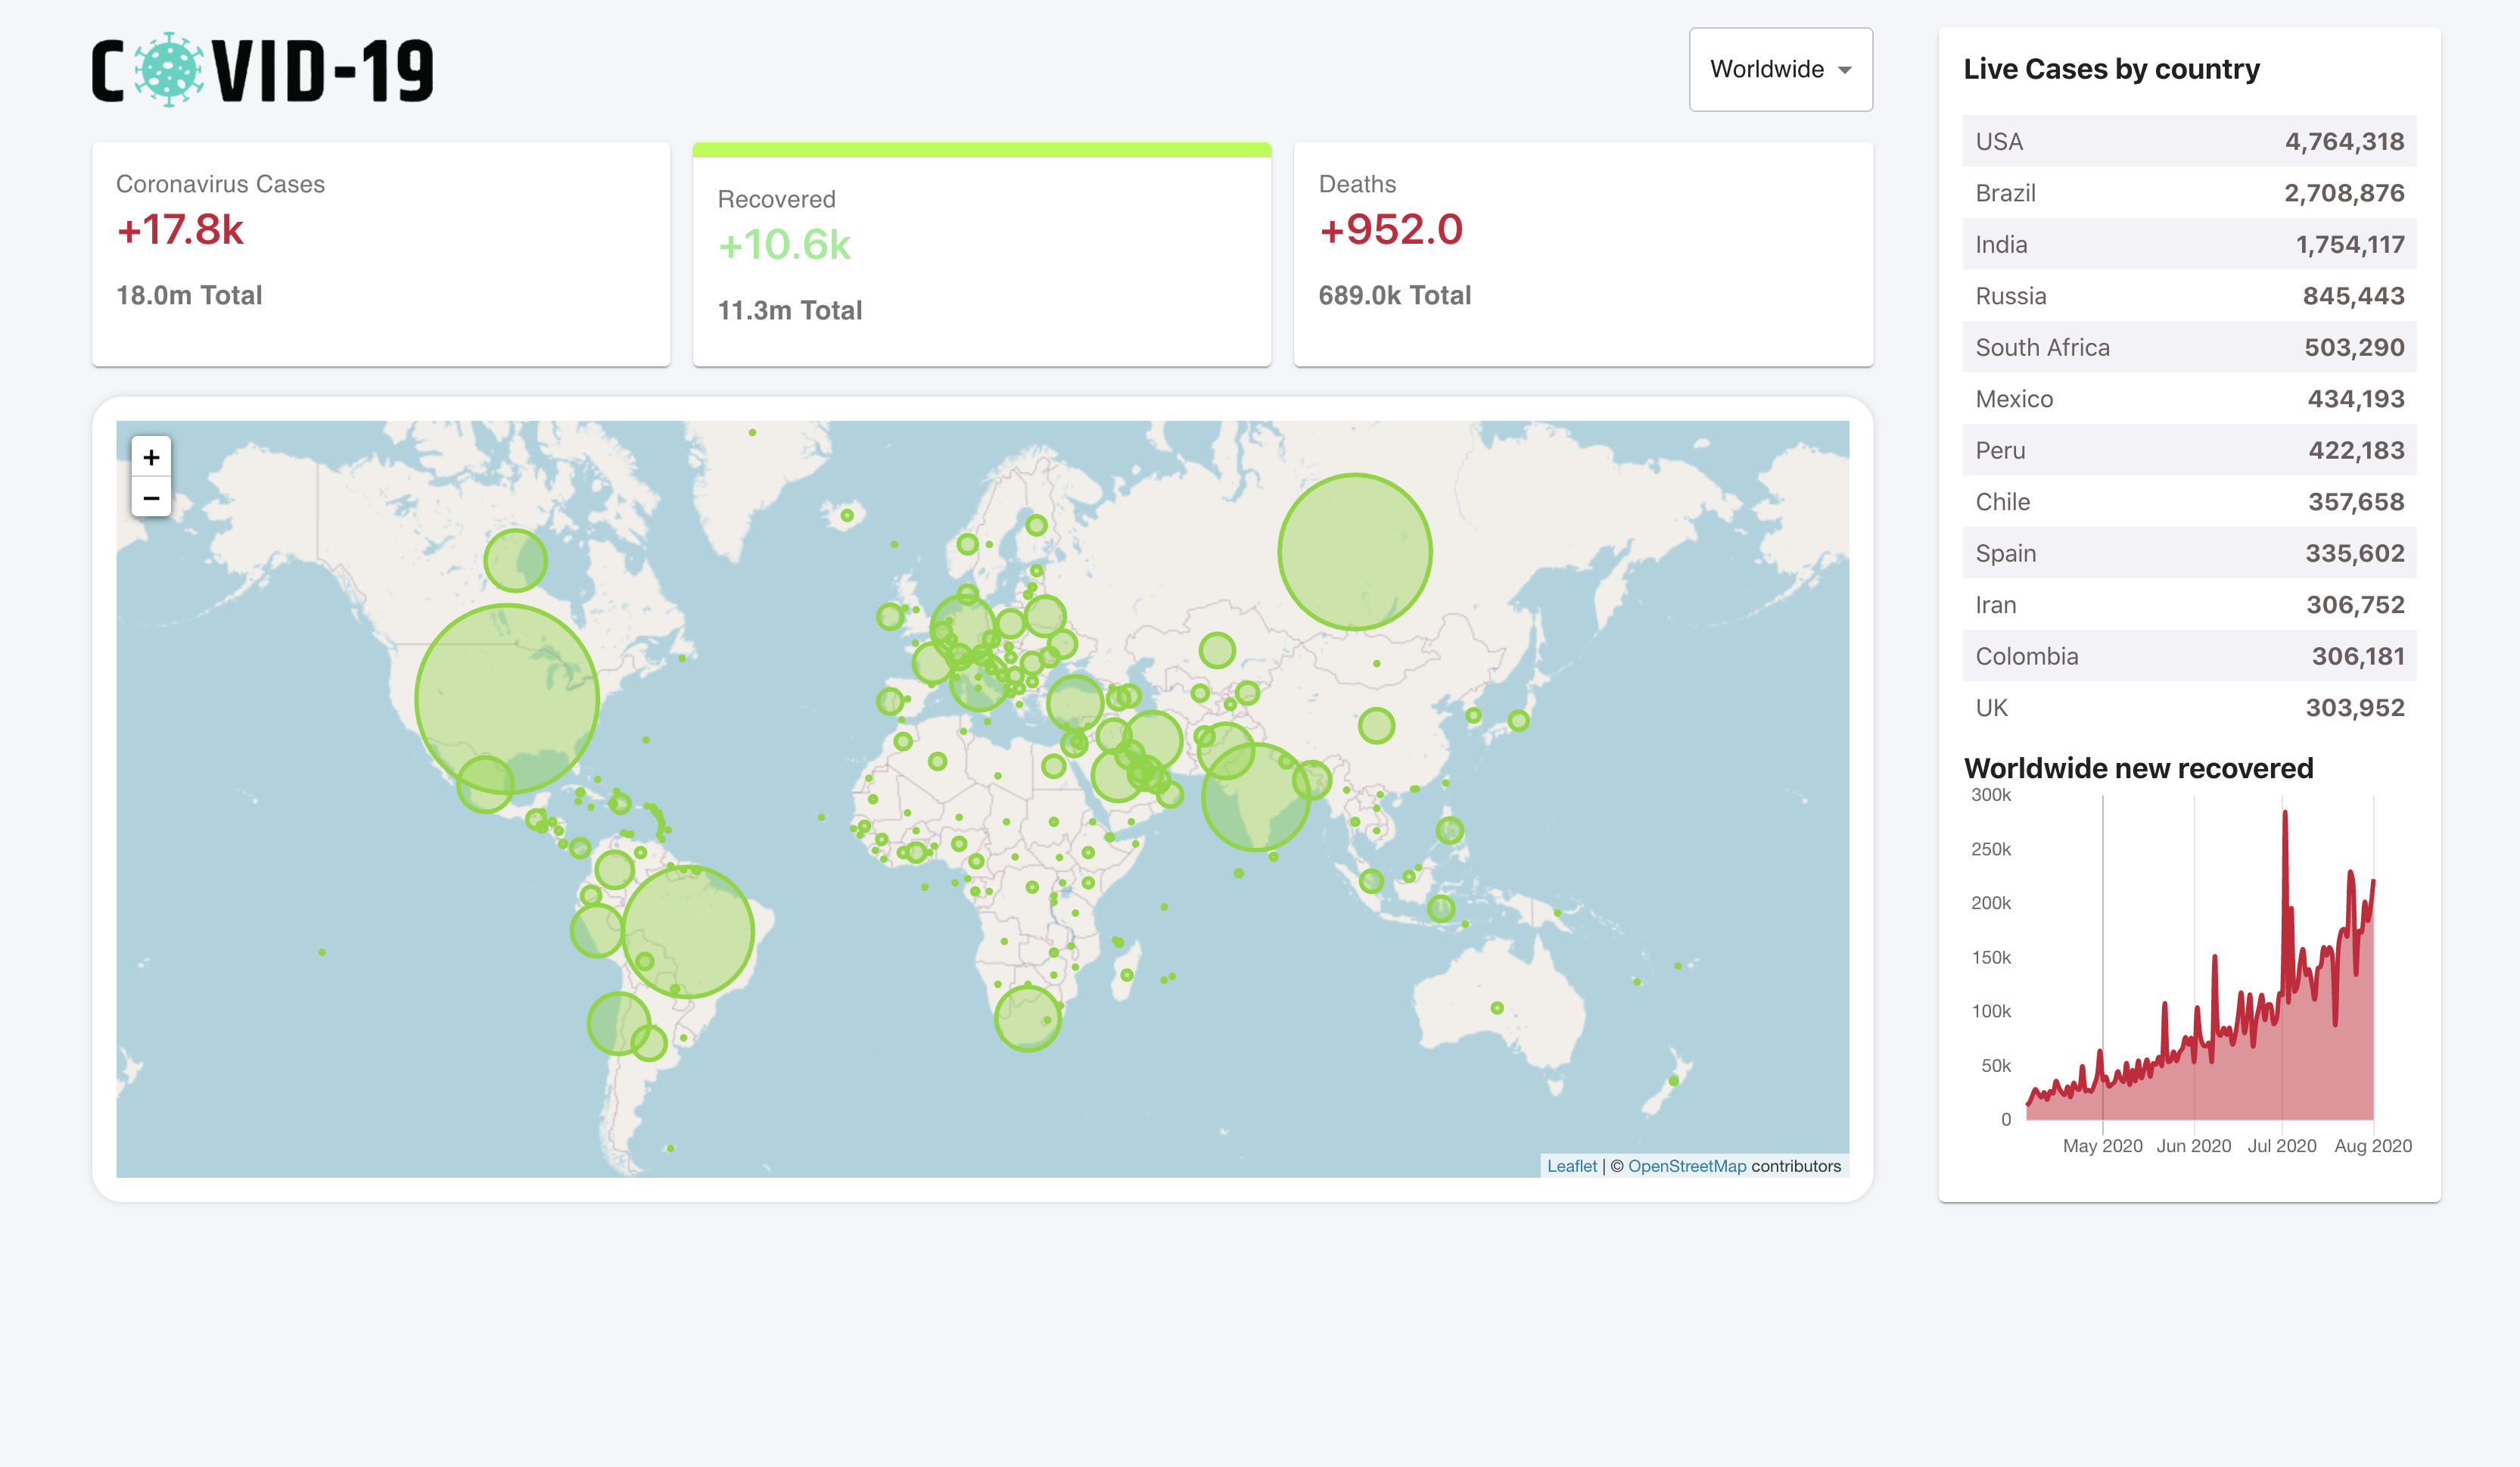 COVID-19
Worldwide
Coronavirus Cases
+17.8k
18.0m Total
Recovered
+10.6k
11.3m Total
Deaths
+952.0
689.0k Total
+
−
Leaflet | © OpenStreetMap contributors
Live Cases by country
USA 4,764,318
Brazil 2,708,876
India 1,754,117
Russia 845,443
South Africa 503,290
Mexico 434,193
Peru 422,183
Chile 357,658
Spain 335,602
Iran 306,752
Colombia 306,181
UK 303,952
Worldwide new recovered
300k
250k
200k
150k
100k
50k
0
May 2020 Jun 2020 Jul 2020 Aug 2020